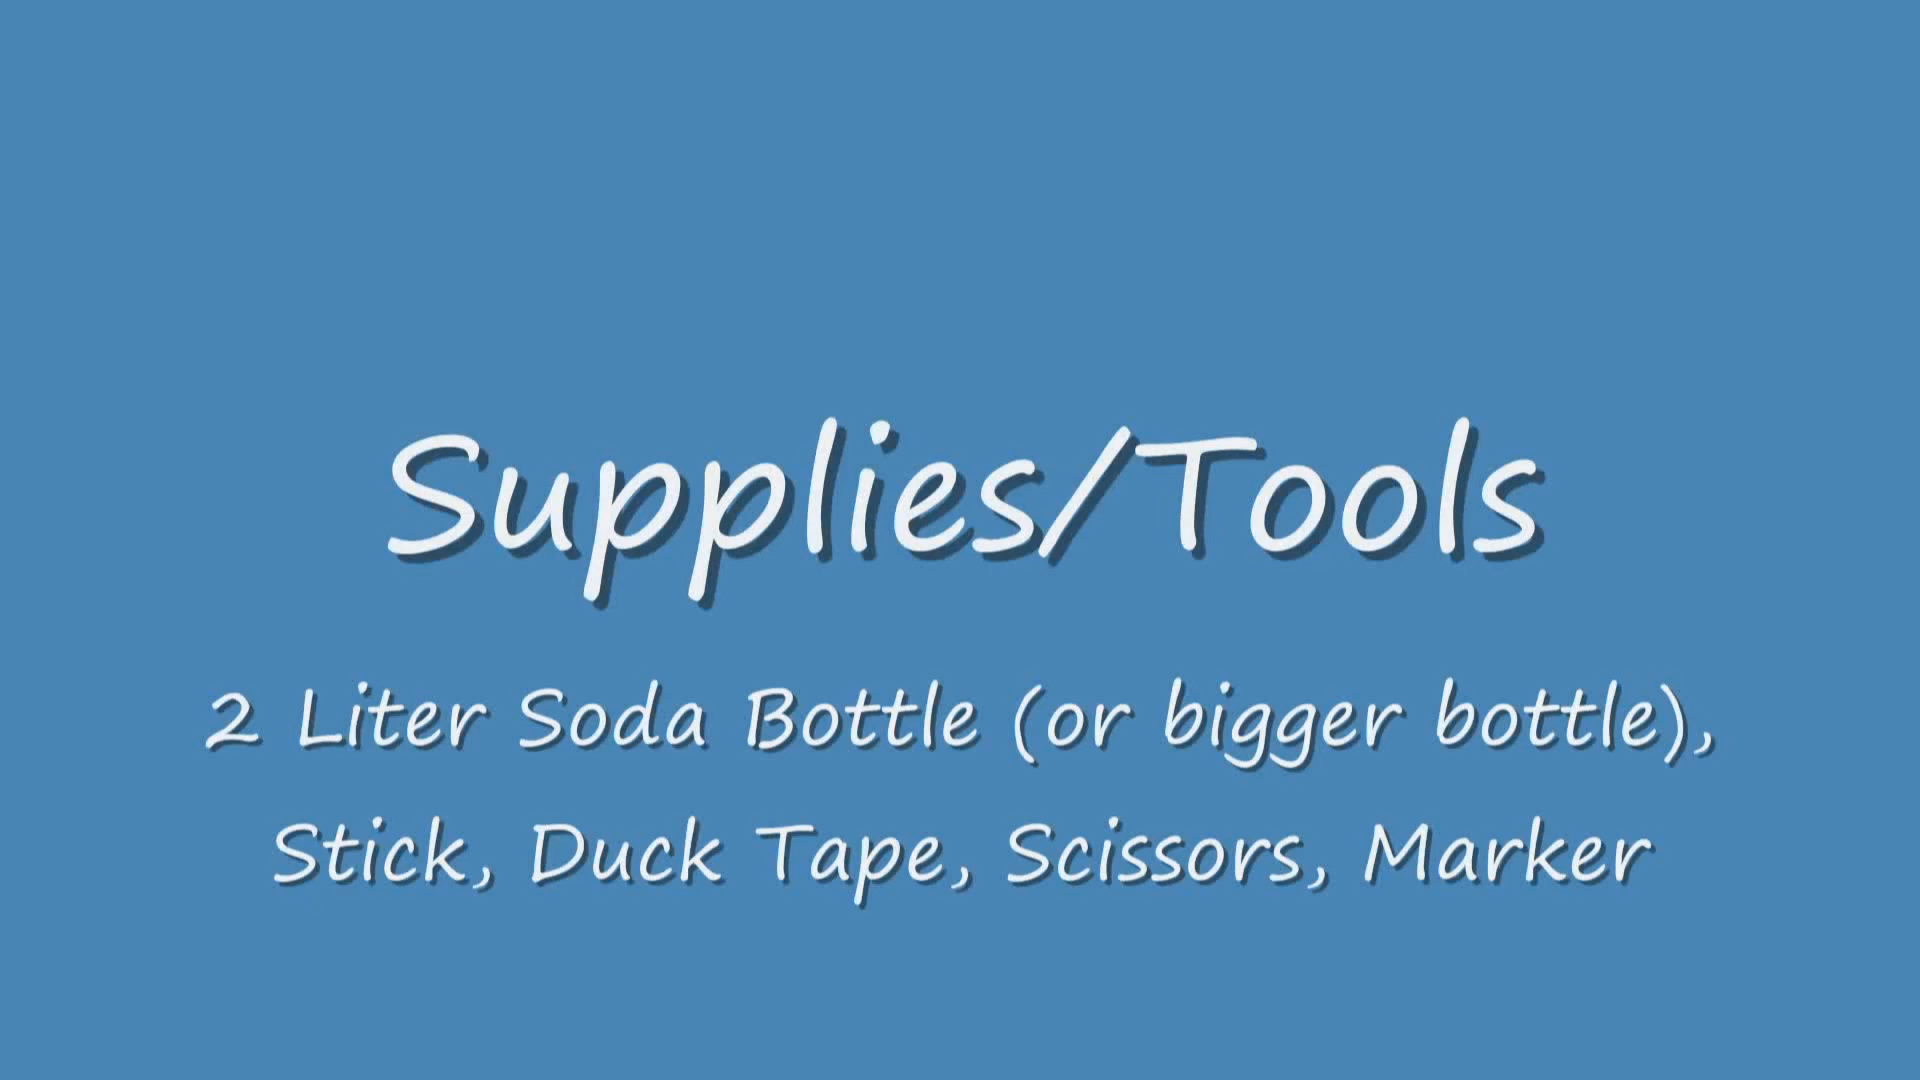 Supplies/Tools
2 Liter Soda Bottle (or bigger bottle),
Stick, Duck Tape, Scissors, Marker